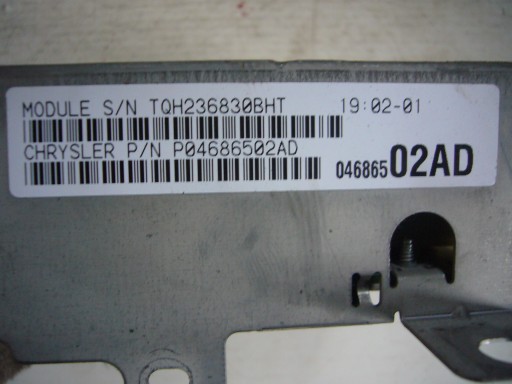 MODULE S/N TQH236830BHT 19:02-01
CHRYSLER P/N P04686502AD
04686502AD